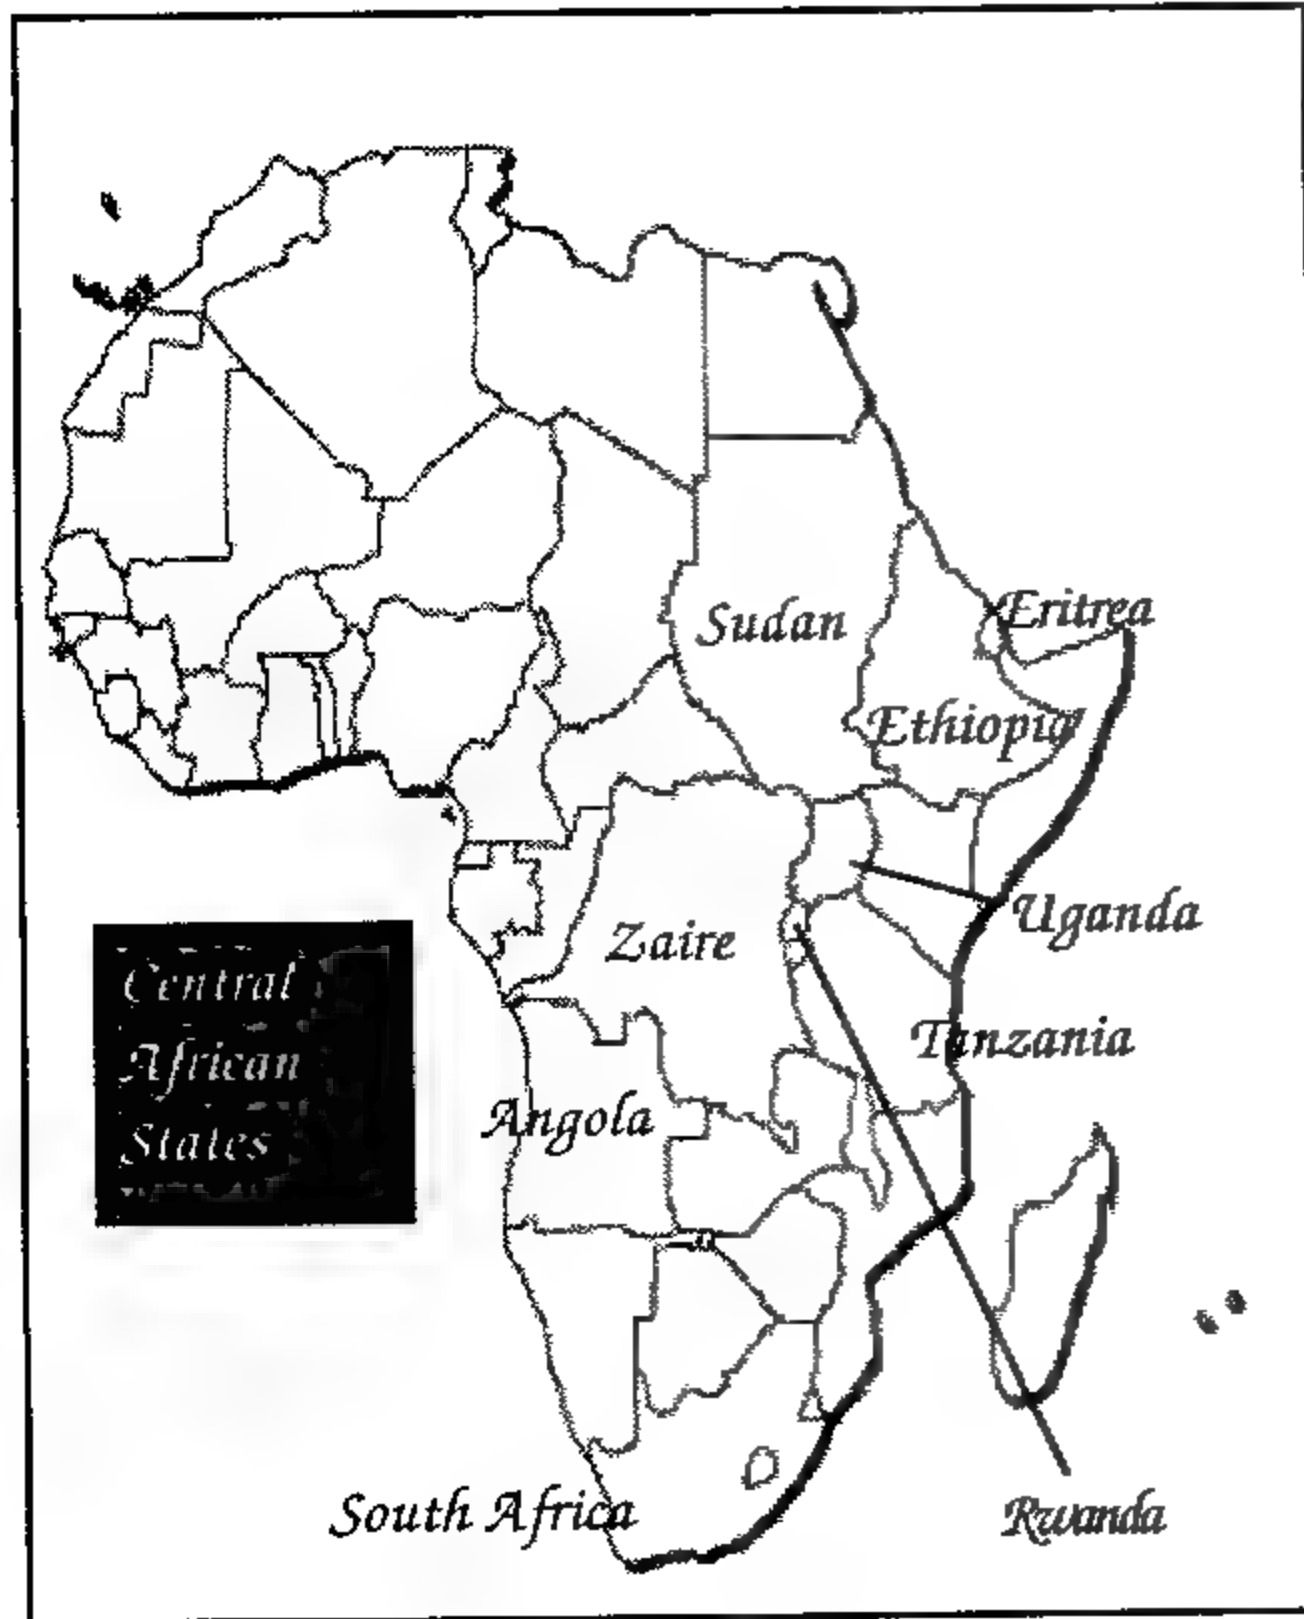 Sudan
Eritrea
Ethiopia
Uganda
Zaire
Central
African
States
Tanzania
Angola
South Africa
Rwanda